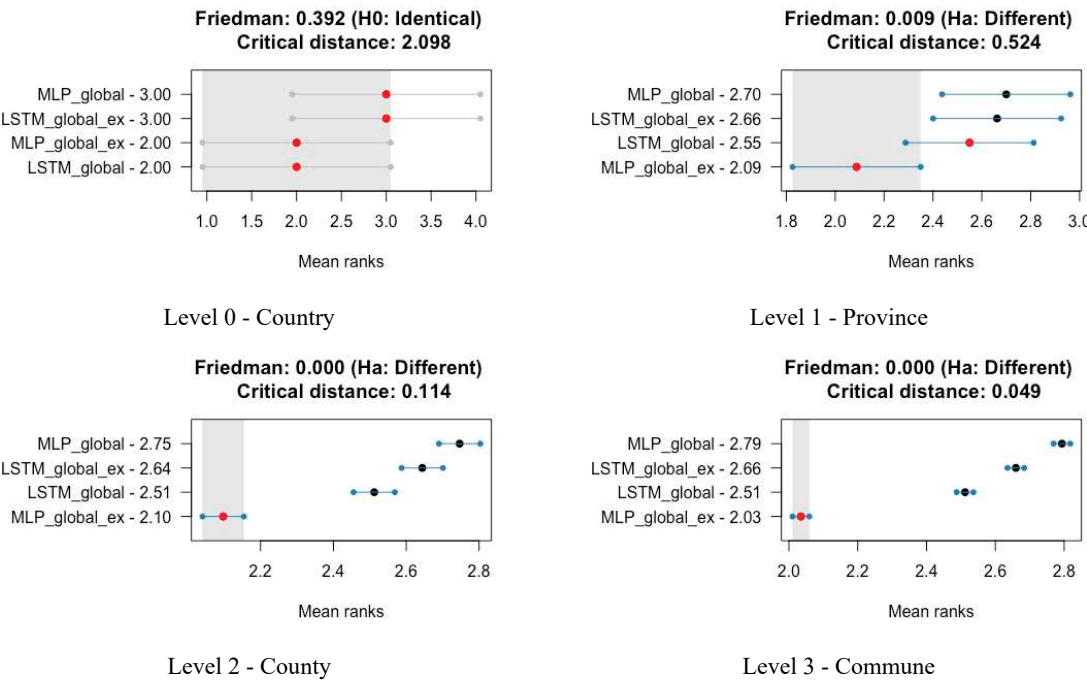 Friedman: 0.392 (H0: Identical)
Critical distance: 2.098
MLP_global - 3.00
LSTM_global_ex - 3.00
MLP_global_ex - 2.00
LSTM_global - 2.00
1.0 1.5 2.0 2.5 3.0 3.5 4.0
Mean ranks
Level 0 - Country
Friedman: 0.009 (Ha: Different)
Critical distance: 0.524
MLP_global - 2.70
LSTM_global_ex - 2.66
LSTM_global - 2.55
MLP_global_ex - 2.09
1.8 2.0 2.2 2.4 2.6 2.8 3.0
Mean ranks
Level 1 - Province
Friedman: 0.000 (Ha: Different)
Critical distance: 0.114
MLP_global - 2.75
LSTM_global_ex - 2.64
LSTM_global - 2.51
MLP_global_ex - 2.10
2.2 2.4 2.6 2.8
Mean ranks
Level 2 - County
Friedman: 0.000 (Ha: Different)
Critical distance: 0.049
MLP_global - 2.79
LSTM_global_ex - 2.66
LSTM_global - 2.51
MLP_global_ex - 2.03
2.0 2.2 2.4 2.6 2.8
Mean ranks
Level 3 - Commune